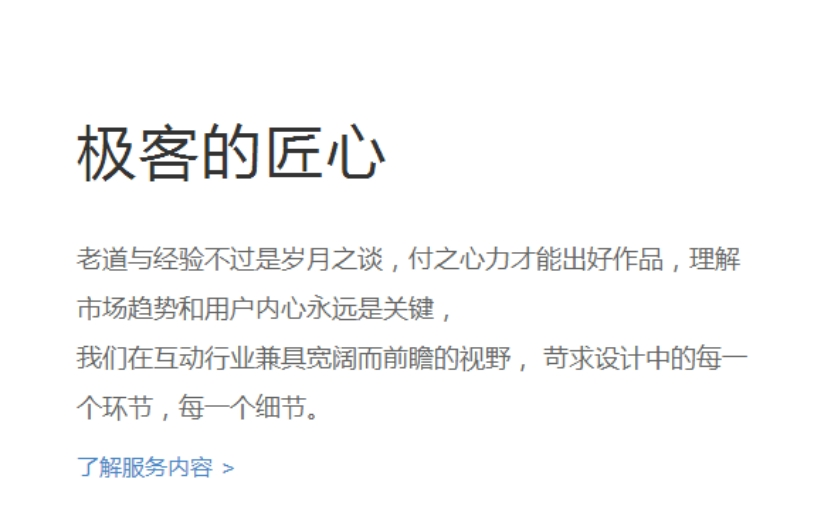 极客的匠心
老道与经验不过是岁月之谈，付之心力才能出好作品，理解
市场趋势和用户内心永远是关键，
我们在互动行业兼具宽阔而前瞻的视野， 苛求设计中的每一
个环节，每一个细节。
了解服务内容 >